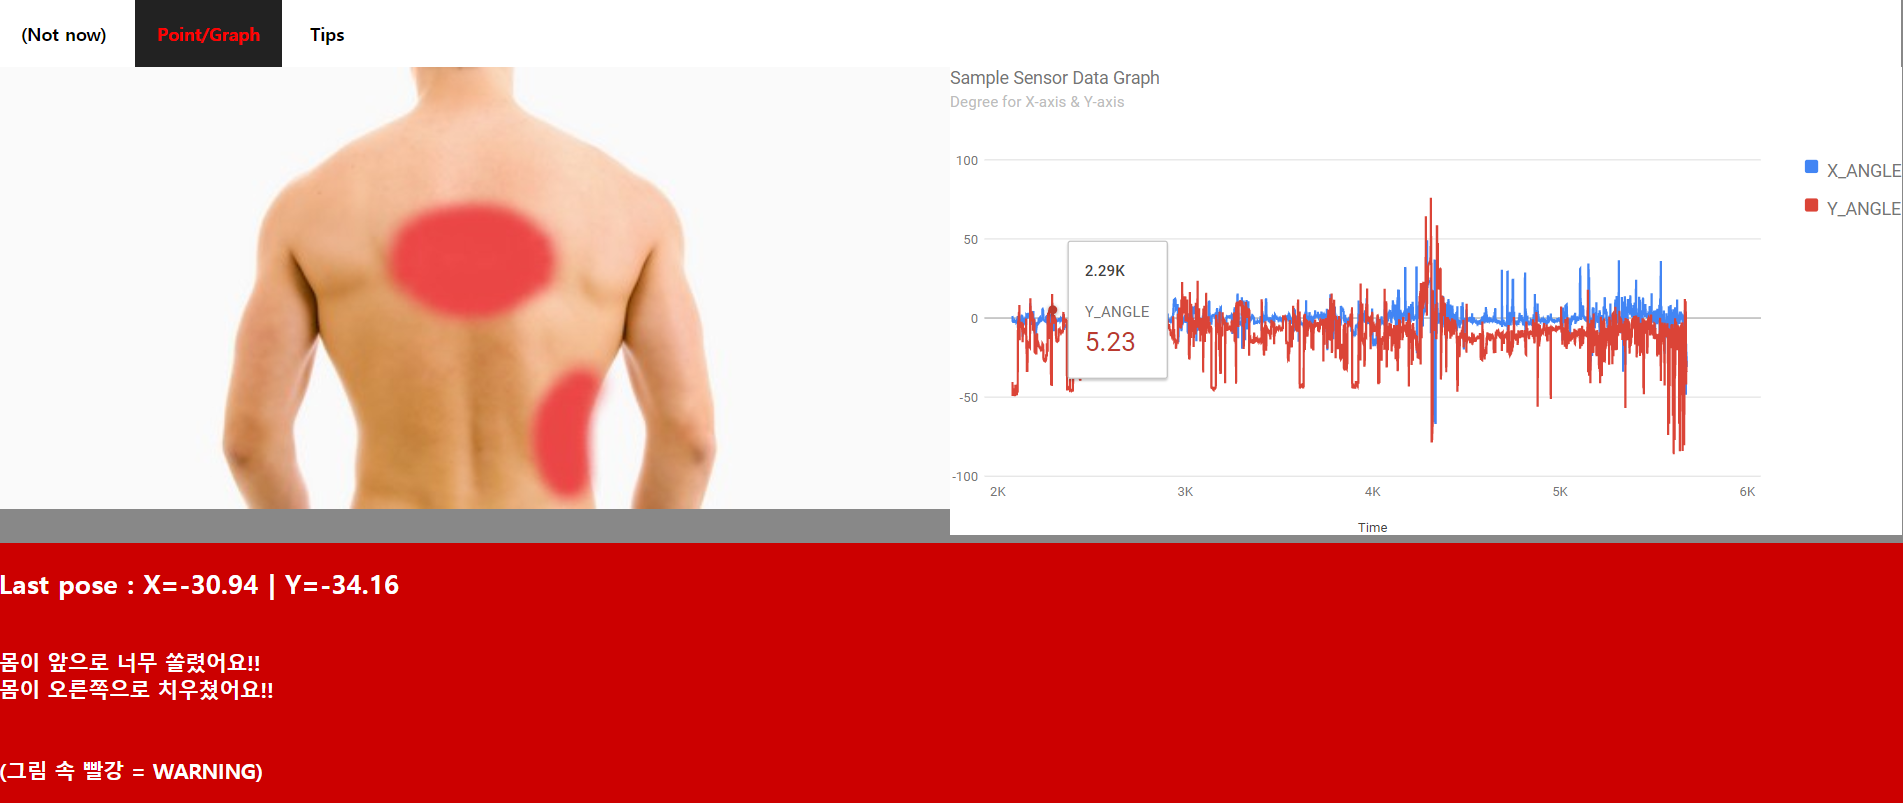 (Not now)
Point/Graph
Tips
Sample Sensor Data Graph
Degree for X-axis & Y-axis
100
50
0
-50
-100
2K
3K
4K
5K
6K
Time
X_ANGLE
Y_ANGLE
2.29K
Y_ANGLE
5.23
Last pose : X=-30.94 | Y=-34.16
몸이 앞으로 너무 쏠렸어요!!
몸이 오른쪽으로 치우쳤어요!!
(그림 속 빨강 = WARNING)